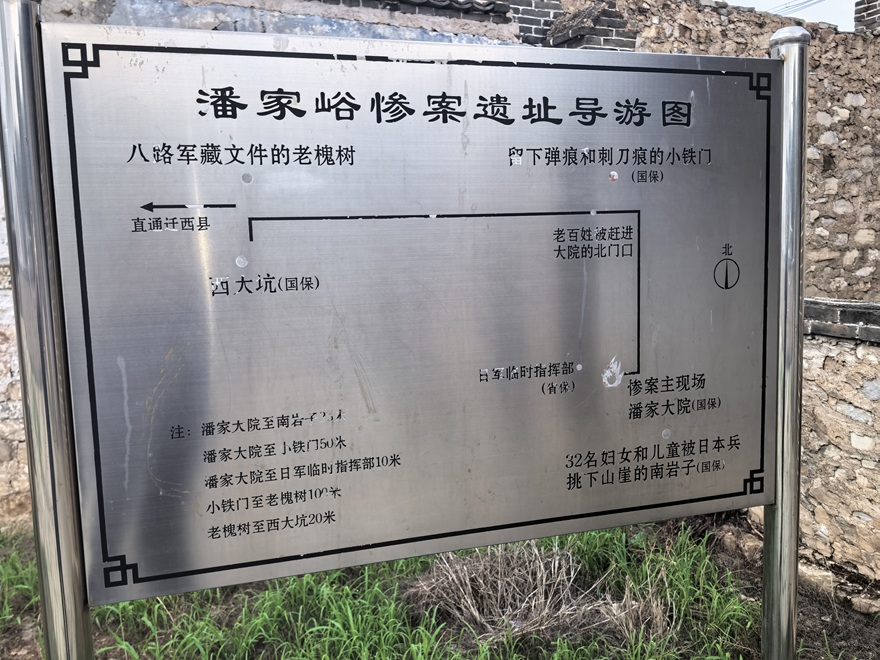 潘家峪惨案遗址导游图
八路军藏文件的老槐树
留下弹痕和刺刀痕的小铁门
(国保)
直通迁西县
老百姓被赶进
大院的北门口
北
西大坑(国保)
日军临时指挥部
(省保)
惨案主现场
潘家大院(国保)
注：潘家大院至南岩子
潘家大院至小铁门50米
潘家大院至日军临时指挥部10米
小铁门至老槐树100米
老槐树至西大坑20米
32名妇女和儿童被日本兵
挑下山崖的南岩子(国保)